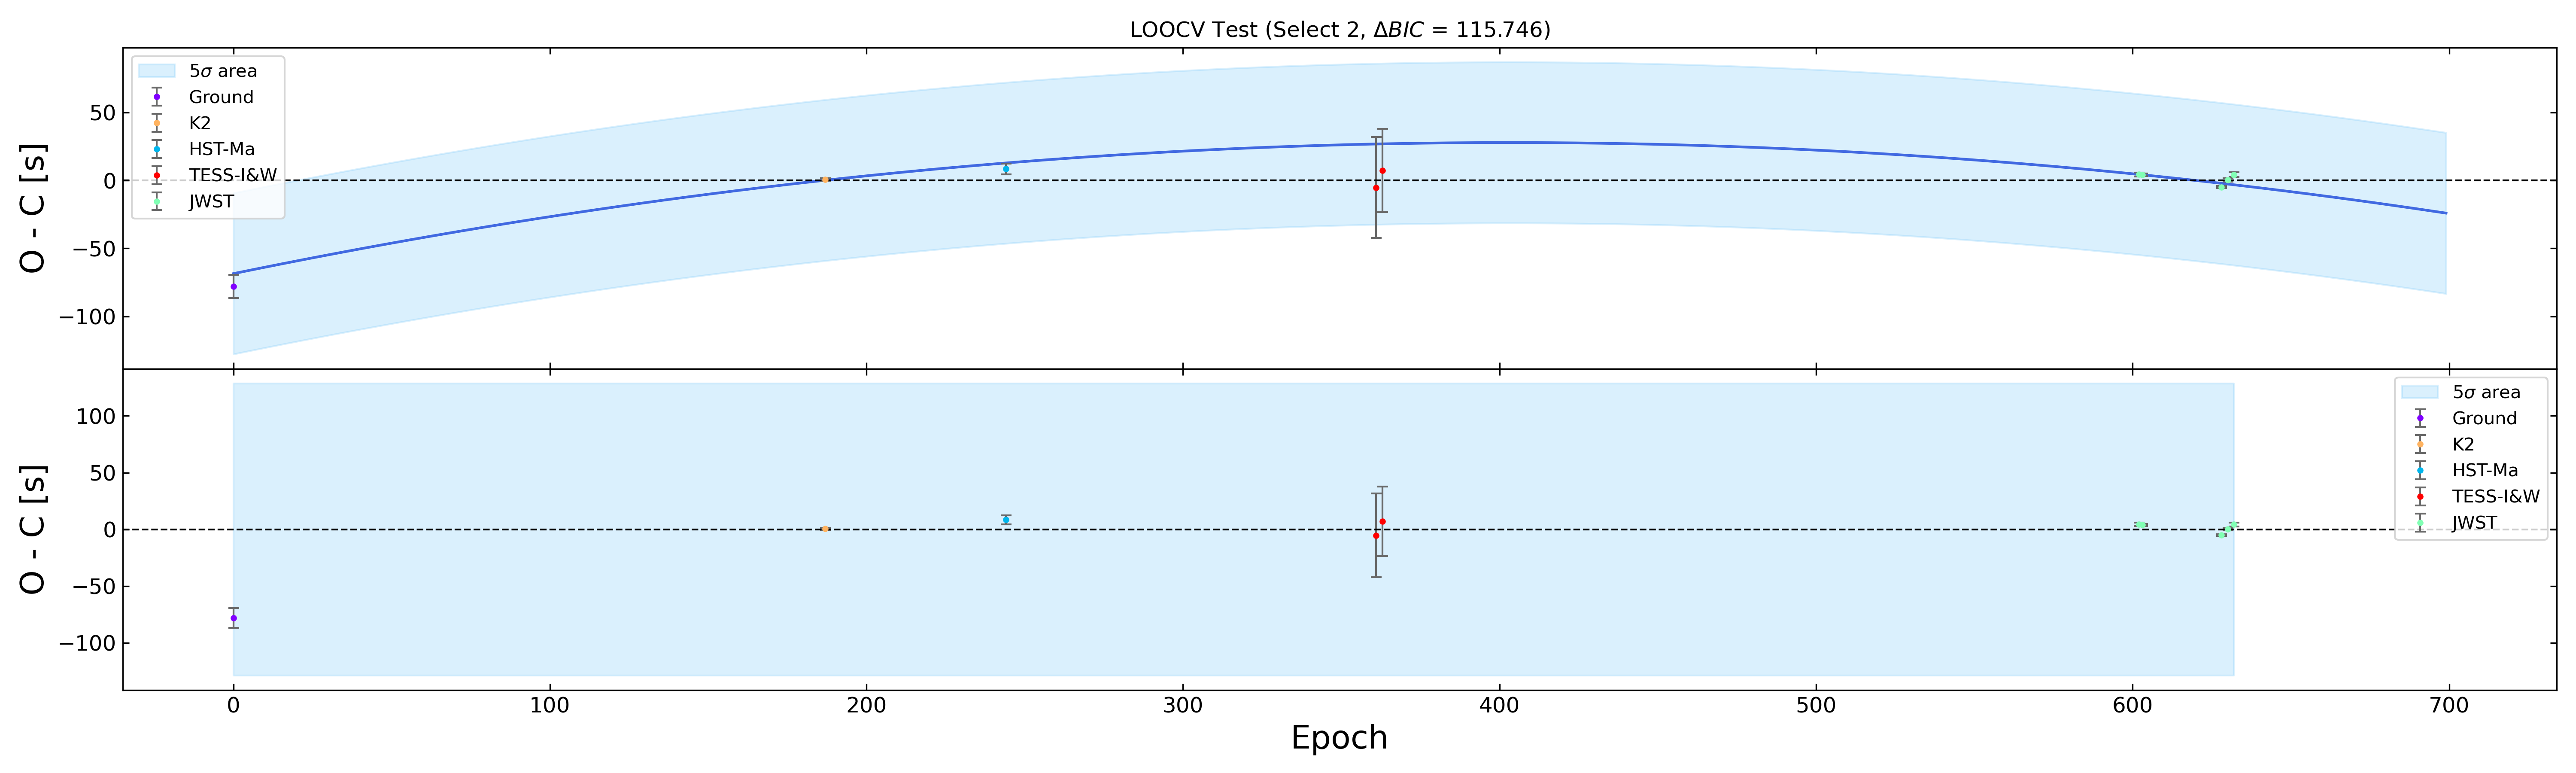 LOOCV Test (Select 2, ΔBIC = 115.746)
5σ area
Ground
K2
HST-Ma
TESS-I&W
JWST
50
0
−50
−100
O - C [s]
5σ area
Ground
K2
HST-Ma
TESS-I&W
JWST
100
50
0
−50
−100
O - C [s]
0 100 200 300 400 500 600 700
Epoch